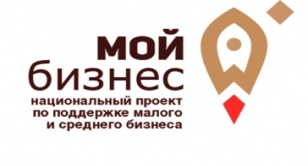 мой
бизнес
национальный проект
по поддержке малого
и среднего бизнеса